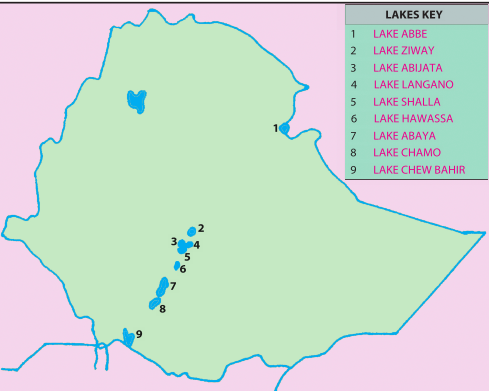 LAKES KEY
1 LAKE ABBE
2 LAKE ZIWAY
3 LAKE ABIJATA
4 LAKE LANGANO
5 LAKE SHALLA
6 LAKE HAWASSA
7 LAKE ABAYA
8 LAKE CHAMO
9 LAKE CHEW BAHIR
1
2
3 4
5
6
7
8
9